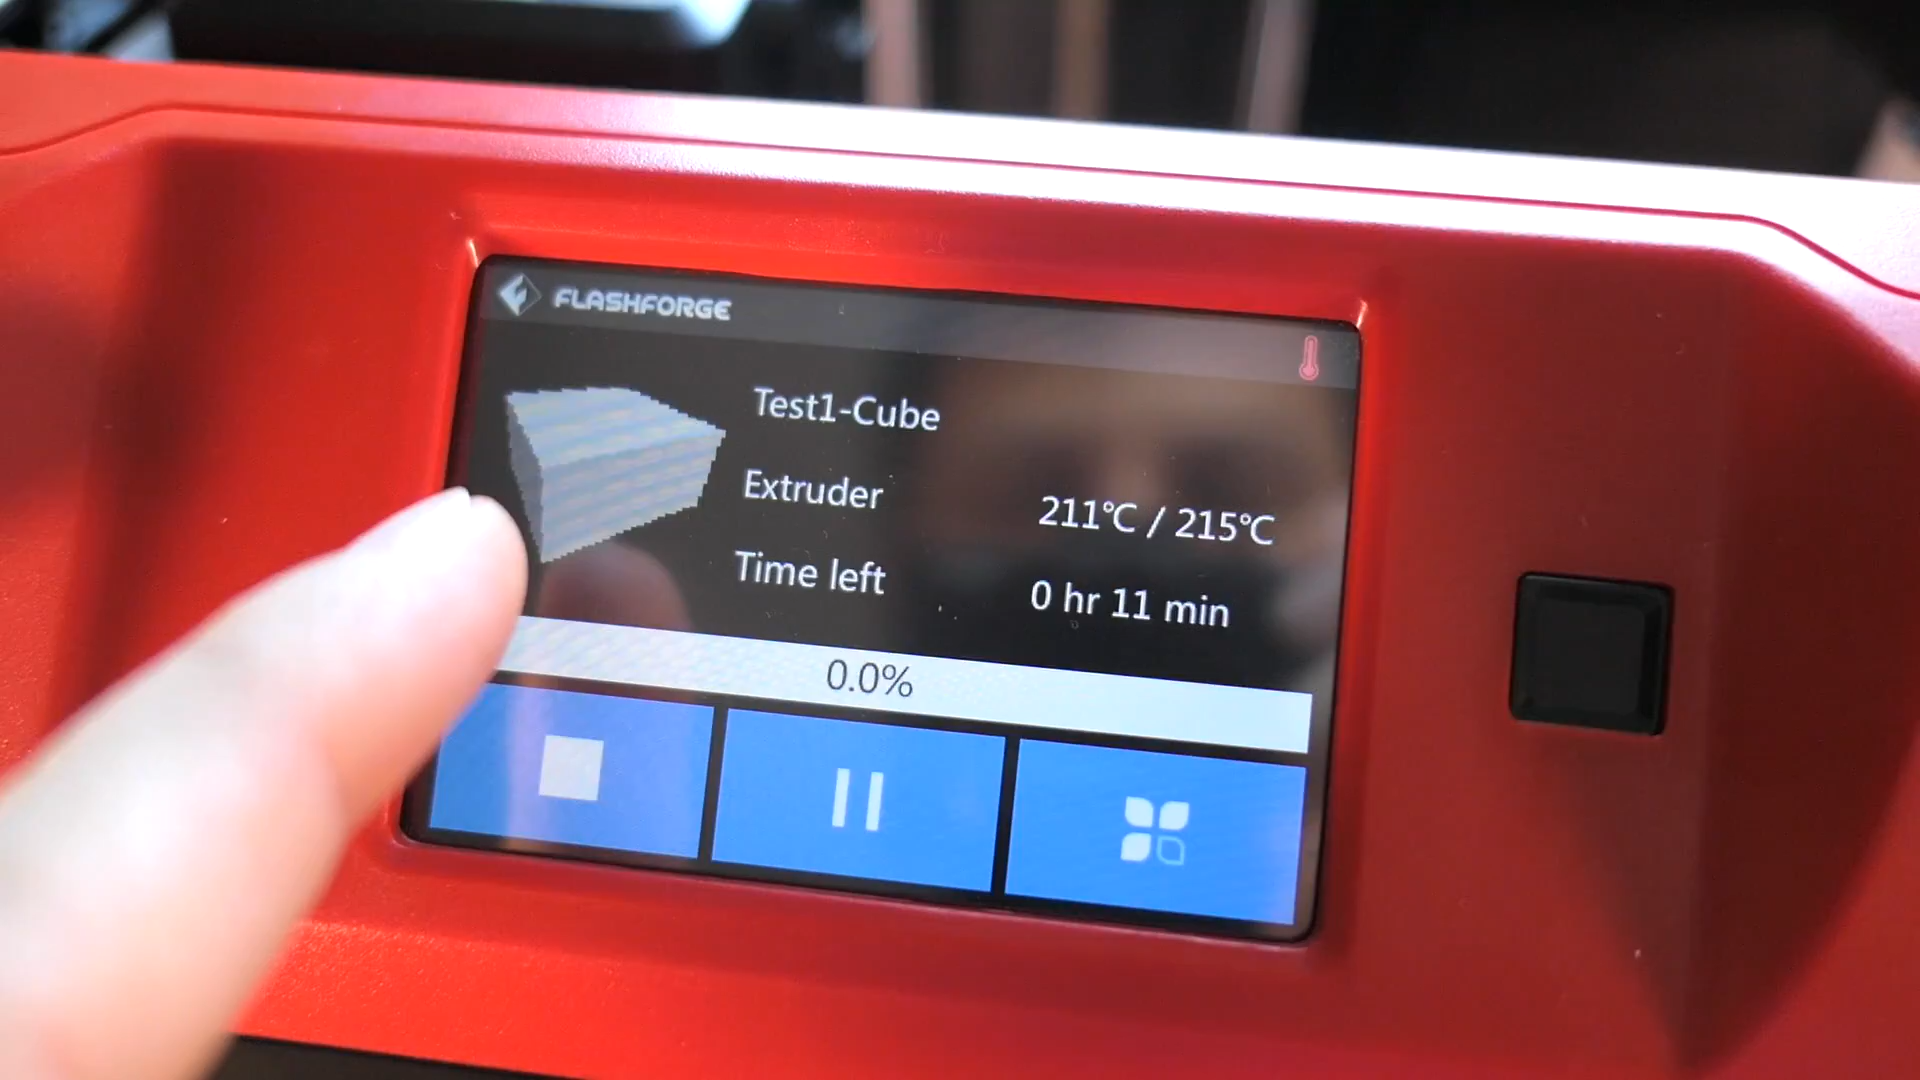 FLASHFORGE
Test1-Cube
Extruder 211℃ / 215℃
Time left 0 hr 11 min
0.0%